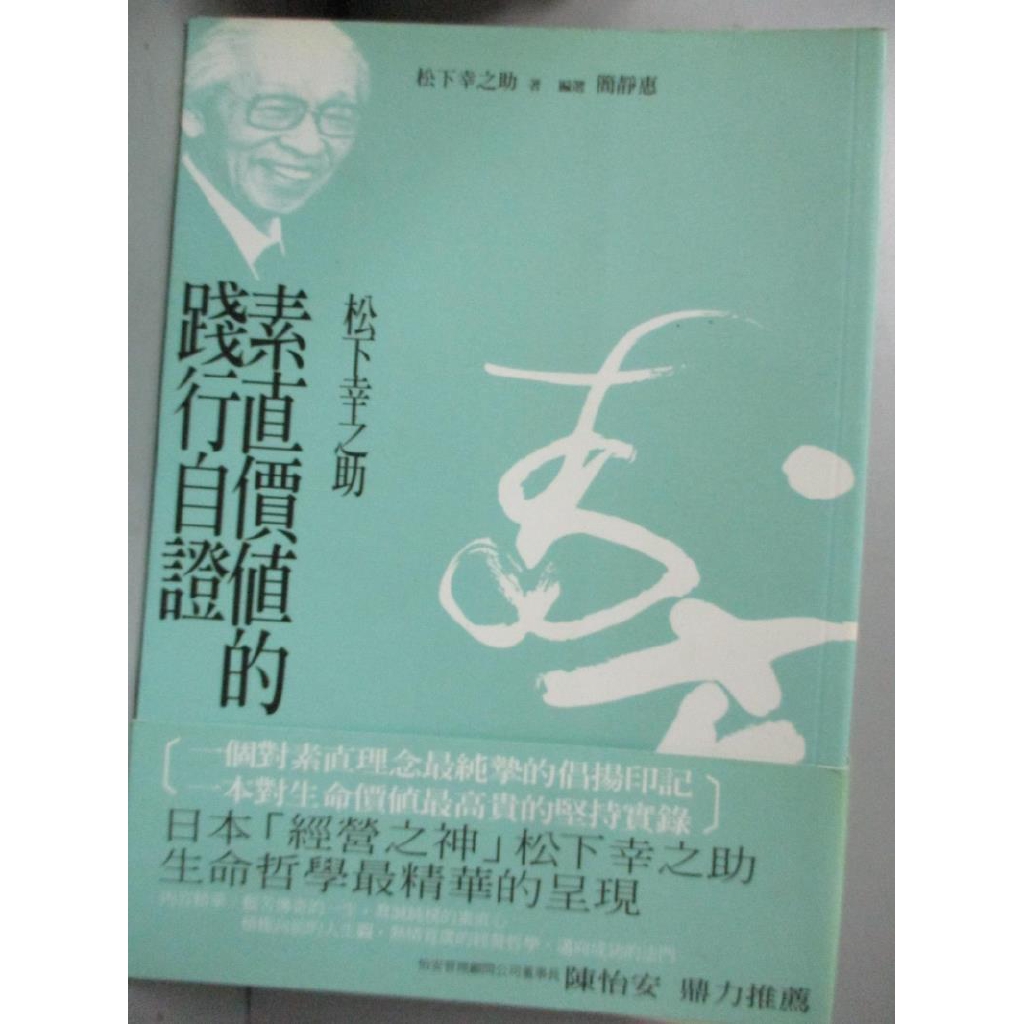 松下幸之助 著 編選 簡靜惠
松下幸之助
素直價值的
踐行自證
一個對素直理念最純摯的倡揚印記
一本對生命價值最高貴的堅持實錄
日本「經營之神」松下幸之助
生命哲學最精華的呈現
陳怡安 鼎力推薦